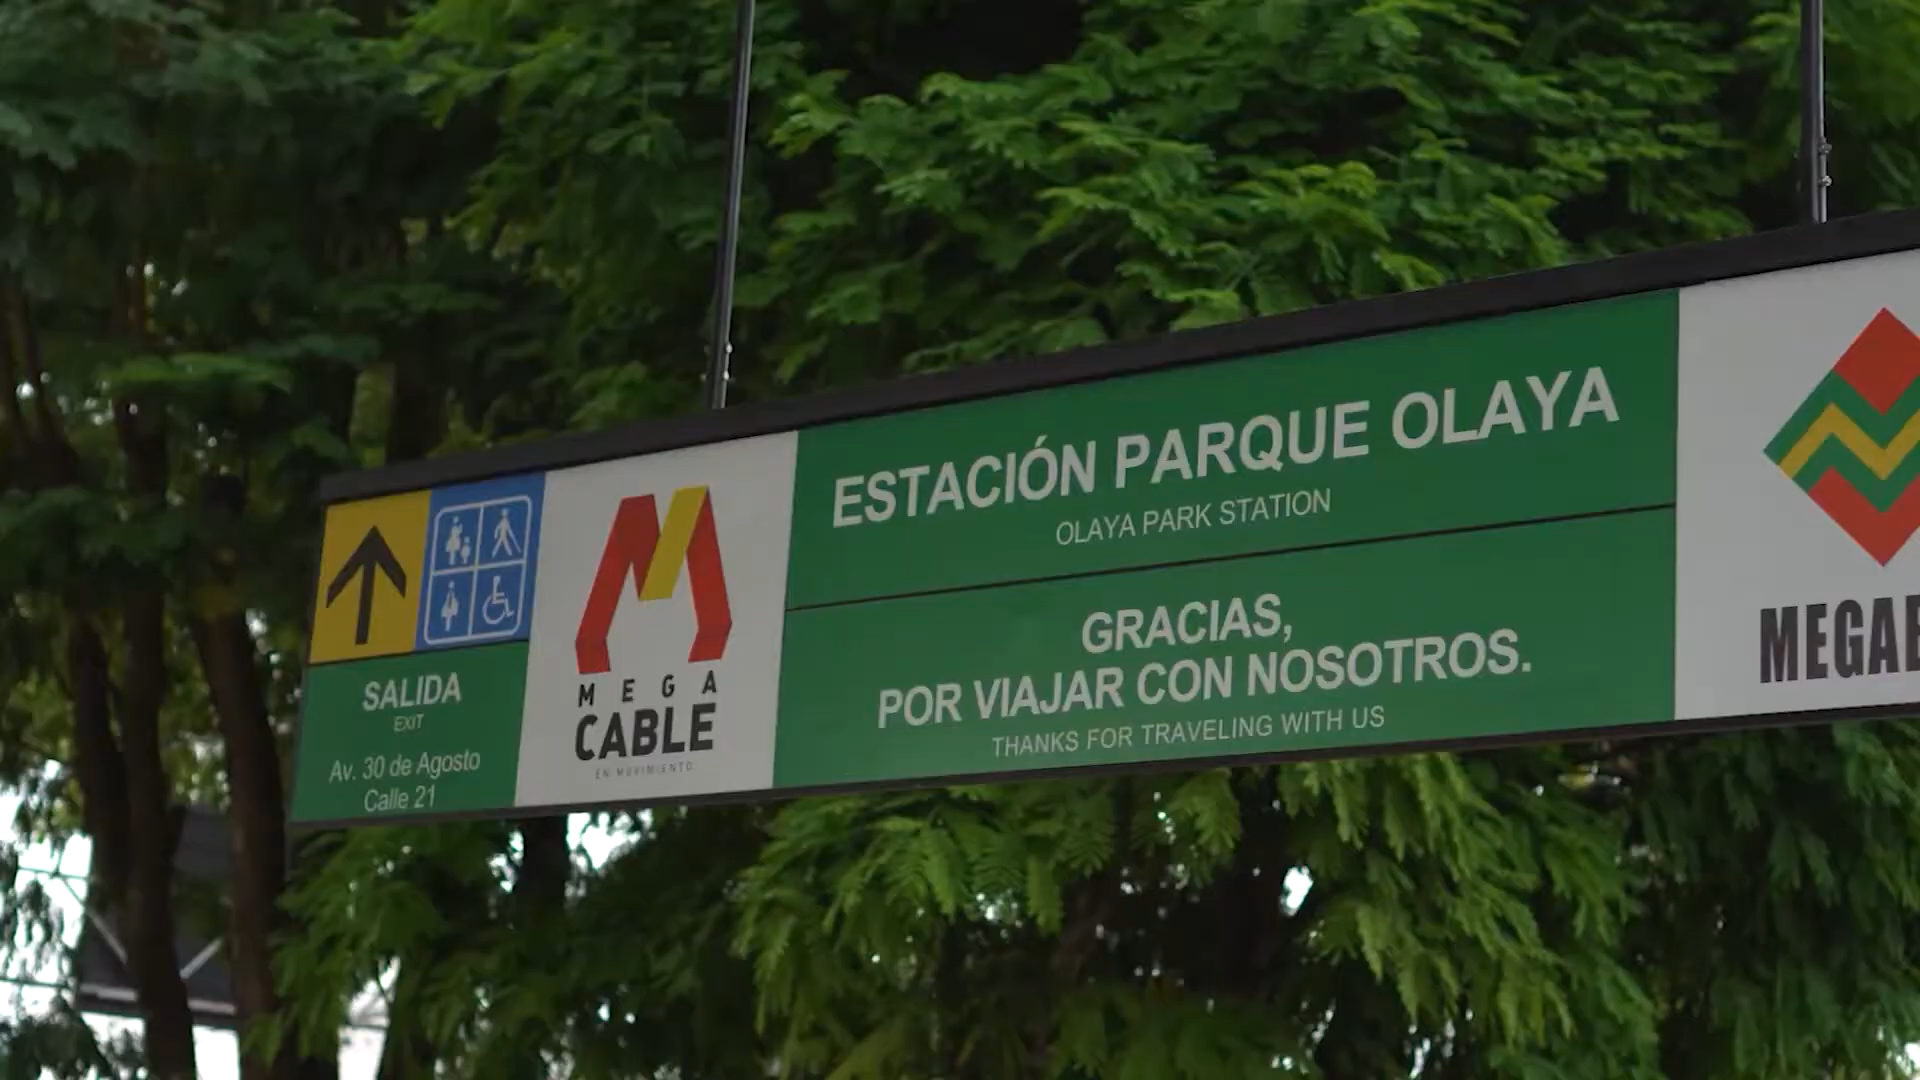 SALIDA
EXIT
Av. 30 de Agosto
Calle 21
MEGA
CABLE
EN MOVIMIENTO
ESTACIÓN PARQUE OLAYA
OLAYA PARK STATION
GRACIAS,
POR VIAJAR CON NOSOTROS.
THANKS FOR TRAVELING WITH US